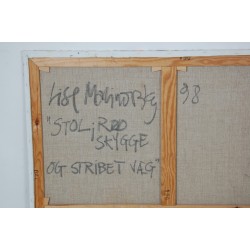 Lise Malinovsky 98
"STOL i RØD
SKYGGE
OG STRIBET VÆG"